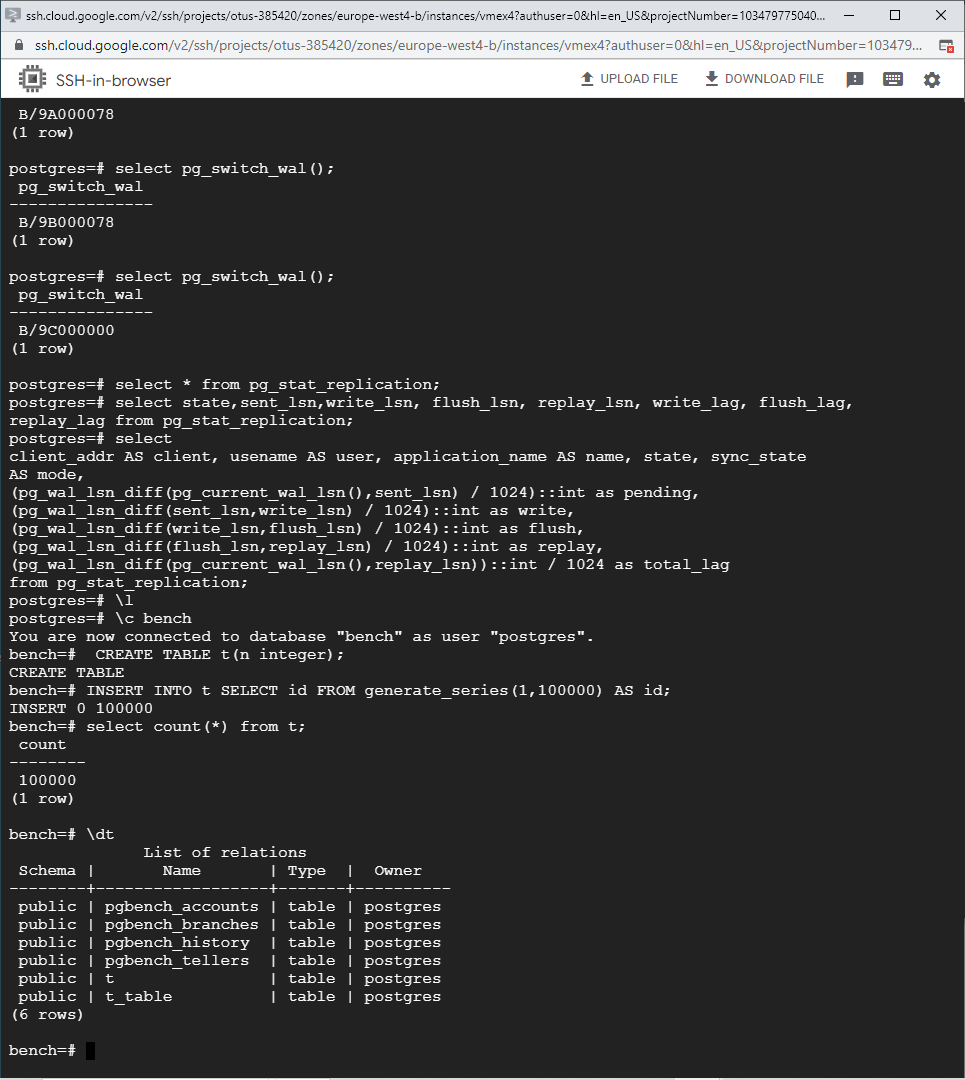 ssh.cloud.google.com/v2/ssh/projects/otus-385420/zones/europe-west4-b/instances/vmex4?authuser=0&hl=en_US&projectNumber=103479775040...
ssh.cloud.google.com/v2/ssh/projects/otus-385420/zones/europe-west4-b/instances/vmex4?authuser=0&hl=en_US&projectNumber=103479...
SSH-in-browser UPLOAD FILE DOWNLOAD FILE
B/9A000078
(1 row)
postgres=# select pg_switch_wal();
pg_switch_wal
---------------
B/9B000078
(1 row)
postgres=# select pg_switch_wal();
pg_switch_wal
---------------
B/9C000000
(1 row)
postgres=# select * from pg_stat_replication;
postgres=# select state,sent_lsn,write_lsn, flush_lsn, replay_lsn, write_lag, flush_lag,
replay_lag from pg_stat_replication;
postgres=# select
client_addr AS client, usename AS user, application_name AS name, state, sync_state
AS mode,
(pg_wal_lsn_diff(pg_current_wal_lsn(),sent_lsn) / 1024)::int as pending,
(pg_wal_lsn_diff(sent_lsn,write_lsn) / 1024)::int as write,
(pg_wal_lsn_diff(write_lsn,flush_lsn) / 1024)::int as flush,
(pg_wal_lsn_diff(flush_lsn,replay_lsn) / 1024)::int as replay,
(pg_wal_lsn_diff(pg_current_wal_lsn(),replay_lsn))::int / 1024 as total_lag
from pg_stat_replication;
postgres=# \l
postgres=# \c bench
You are now connected to database "bench" as user "postgres".
bench=#  CREATE TABLE t(n integer);
CREATE TABLE
bench=# INSERT INTO t SELECT id FROM generate_series(1,100000) AS id;
INSERT 0 100000
bench=# select count(*) from t;
count
--------
100000
(1 row)
bench=# \dt
List of relations
Schema |       Name       | Type  |  Owner
--------+------------------+-------+----------
public | pgbench_accounts | table | postgres
public | pgbench_branches | table | postgres
public | pgbench_history  | table | postgres
public | pgbench_tellers  | table | postgres
public | t                | table | postgres
public | t_table          | table | postgres
(6 rows)
bench=#